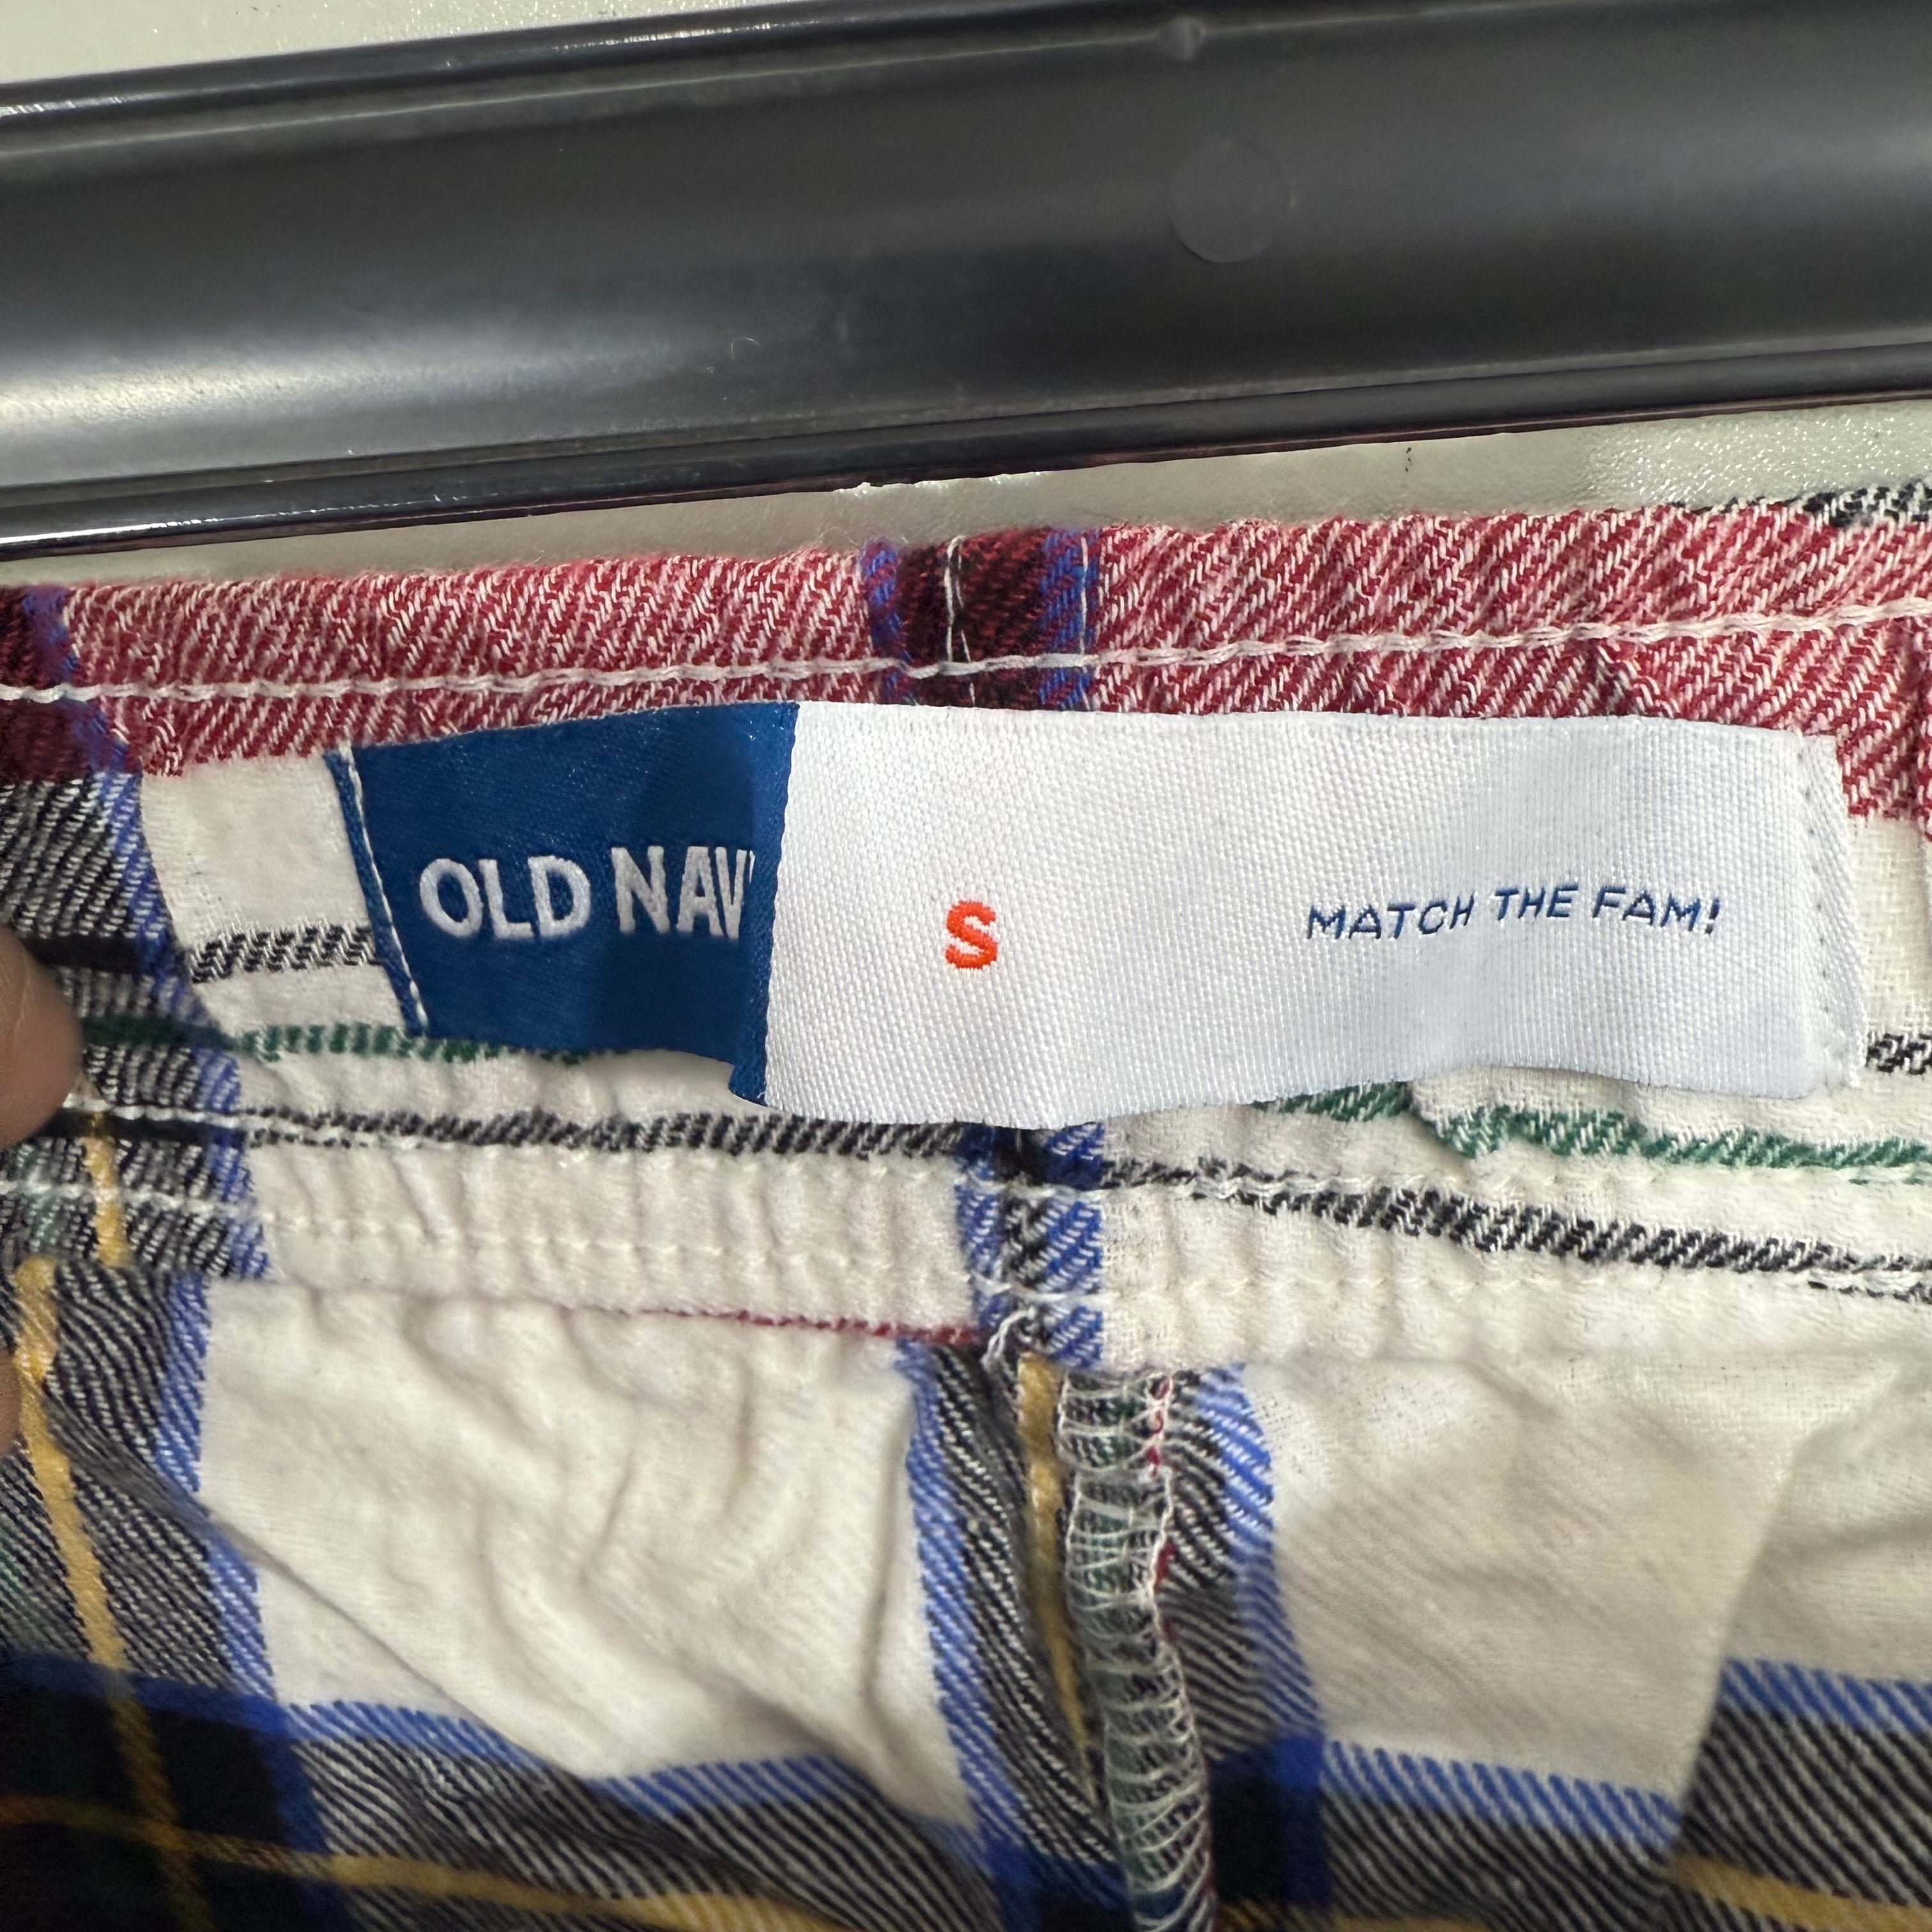 OLD NAV
S
MATCH THE FAM!